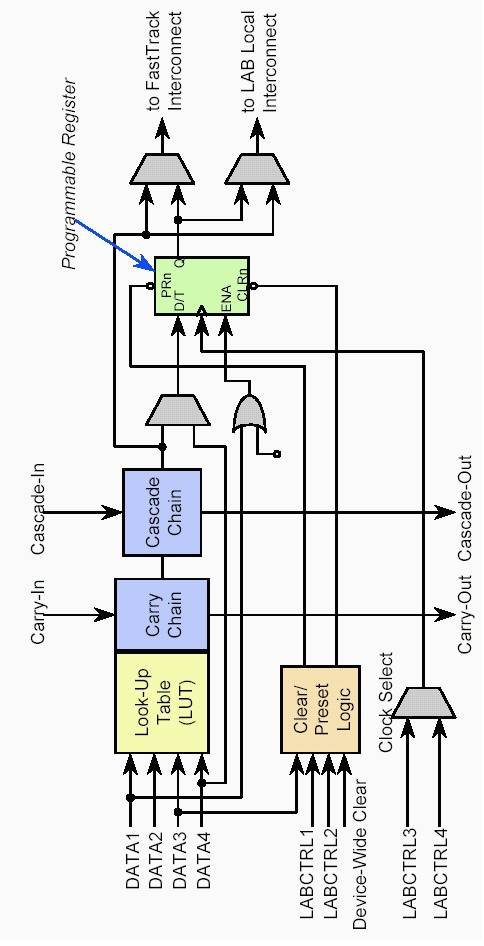 to FastTrack
Interconnect
to LAB Local
Interconnect
Programmable Register
PRn
D/T
Q
ENA
CLRn
Cascade-In
Cascade
Chain
Cascade-Out
Carry-In
Carry
Chain
Carry-Out
Look-Up
Table
(LUT)
Clear/
Preset
Logic
Clock Select
DATA1
DATA2
DATA3
DATA4
LABCTRL1
LABCTRL2
Device-Wide Clear
LABCTRL3
LABCTRL4